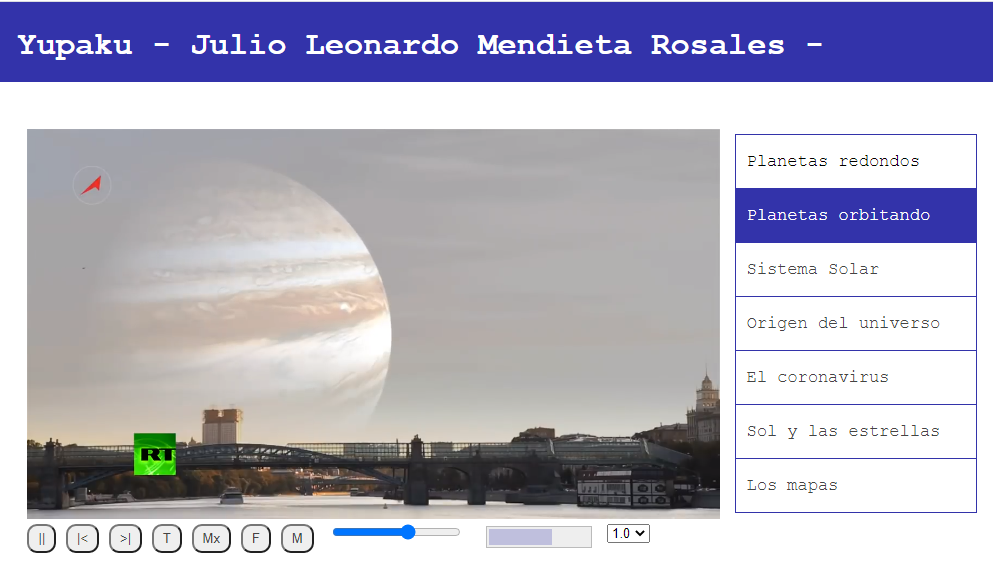 Yupaku - Julio Leonardo Mendieta Rosales -
Planetas redondos
Planetas orbitando
Sistema Solar
Origen del universo
El coronavirus
Sol y las estrellas
Los mapas
RT
|| |< >| T Mx F M 1.0